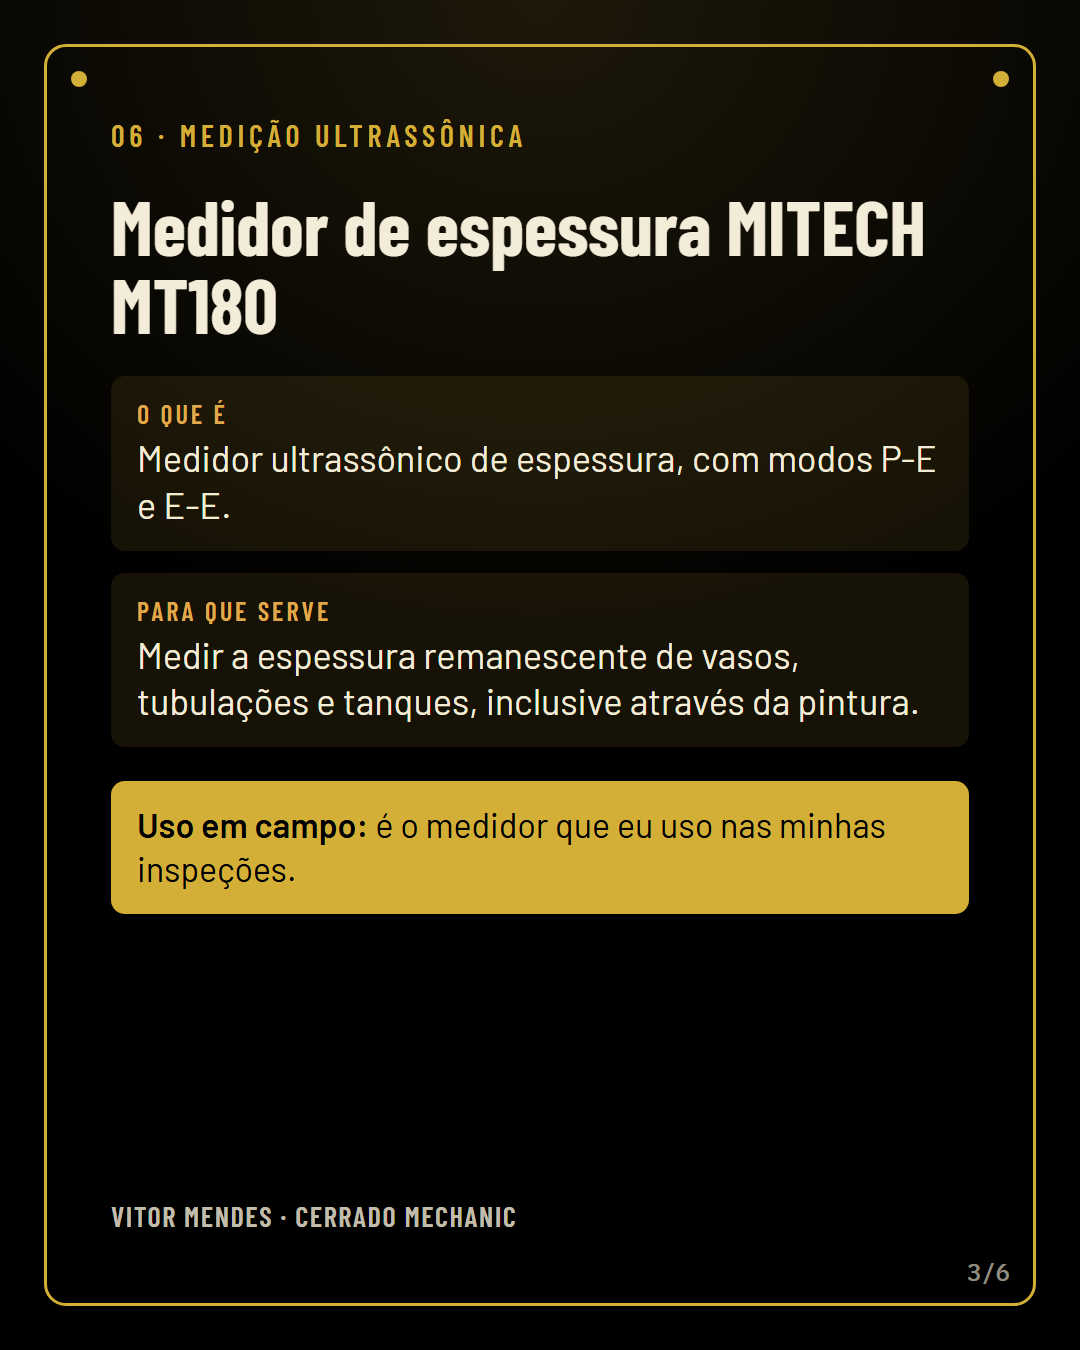 06 · MEDIÇÃO ULTRASSÔNICA
Medidor de espessura MITECH
MT180
O QUE É
Medidor ultrassônico de espessura, com modos P-E
e E-E.
PARA QUE SERVE
Medir a espessura remanescente de vasos,
tubulações e tanques, inclusive através da pintura.
Uso em campo: é o medidor que eu uso nas minhas
inspeções.
VITOR MENDES · CERRADO MECHANIC
3/6